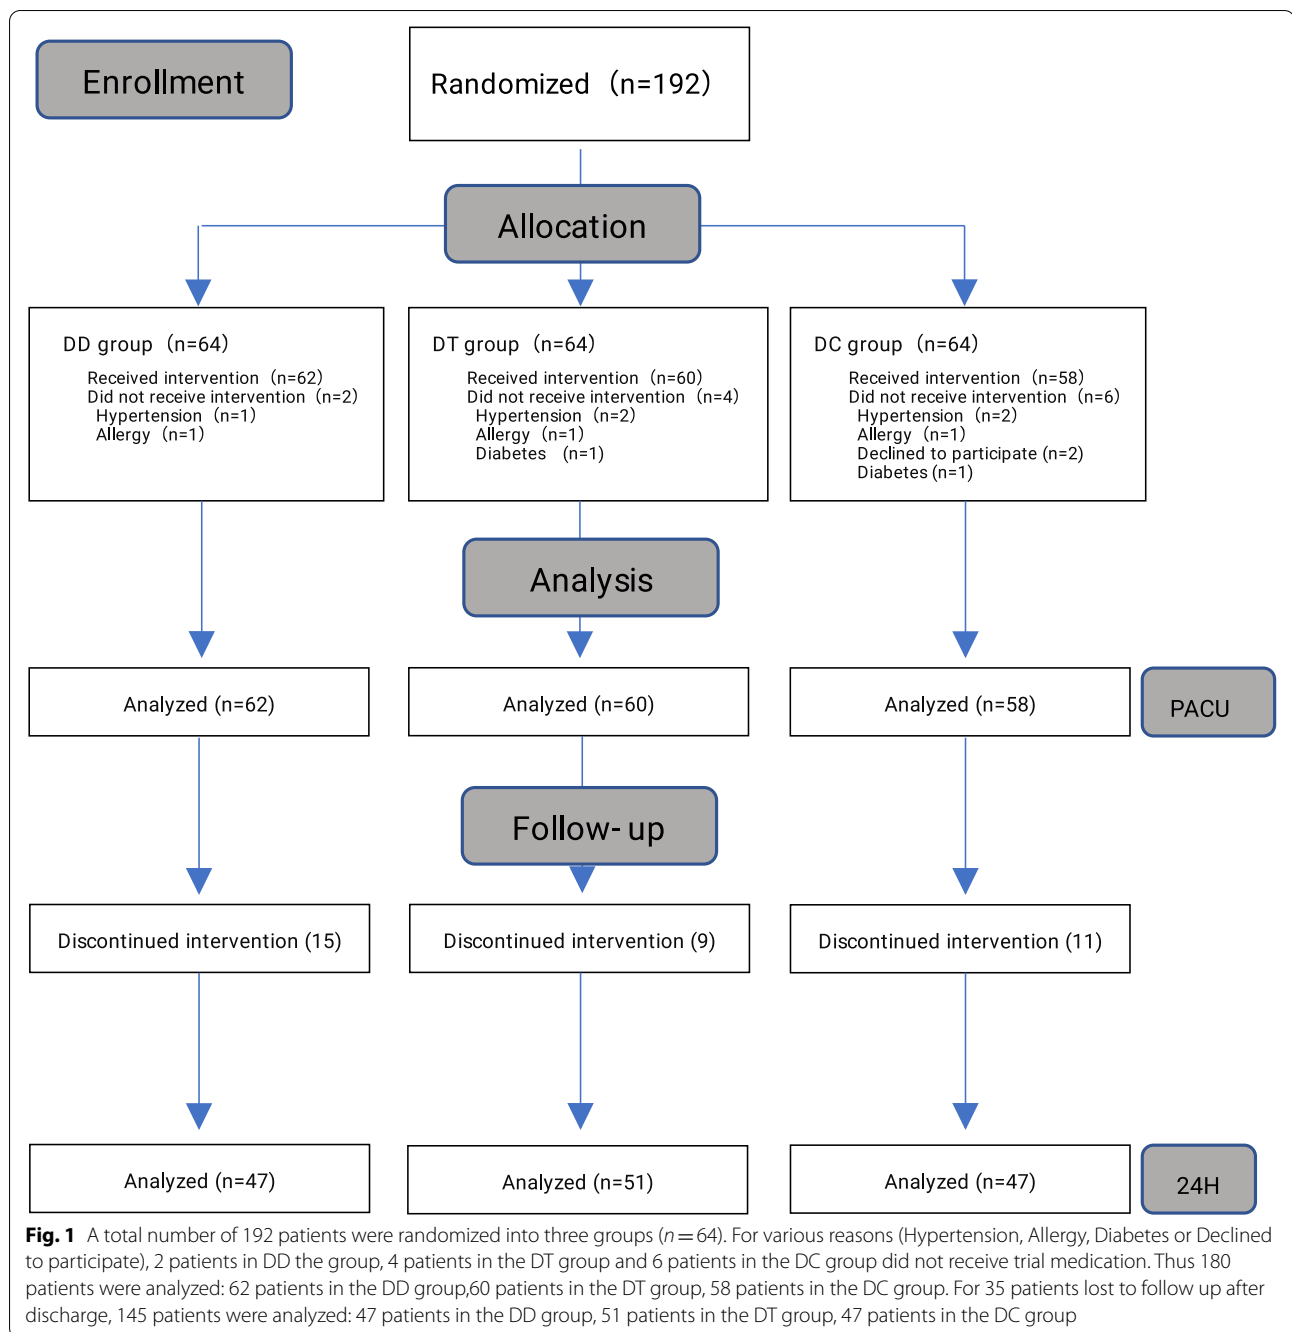 Enrollment
Randomized（n=192）
Allocation
DD group（n=64）
Received intervention（n=62）
Did not receive intervention（n=2）
Hypertension（n=1）
Allergy（n=1）
DT group（n=64）
Received intervention（n=60）
Did not receive intervention（n=4）
Hypertension（n=2）
Allergy（n=1）
Diabetes （n=1）
DC group（n=64）
Received intervention（n=58）
Did not receive intervention（n=6）
Hypertension（n=2）
Allergy（n=1）
Declined to participate (n=2)
Diabetes (n=1)
Analysis
Analyzed (n=62)
Analyzed (n=60)
Analyzed (n=58)
PACU
Follow- up
Discontinued intervention (15)
Discontinued intervention (9)
Discontinued intervention (11)
Analyzed (n=47)
Analyzed (n=51)
Analyzed (n=47)
24H
Fig. 1 A total number of 192 patients were randomized into three groups (n = 64). For various reasons (Hypertension, Allergy, Diabetes or Declined
to participate), 2 patients in DD the group, 4 patients in the DT group and 6 patients in the DC group did not receive trial medication. Thus 180
patients were analyzed: 62 patients in the DD group,60 patients in the DT group, 58 patients in the DC group. For 35 patients lost to follow up after
discharge, 145 patients were analyzed: 47 patients in the DD group, 51 patients in the DT group, 47 patients in the DC group